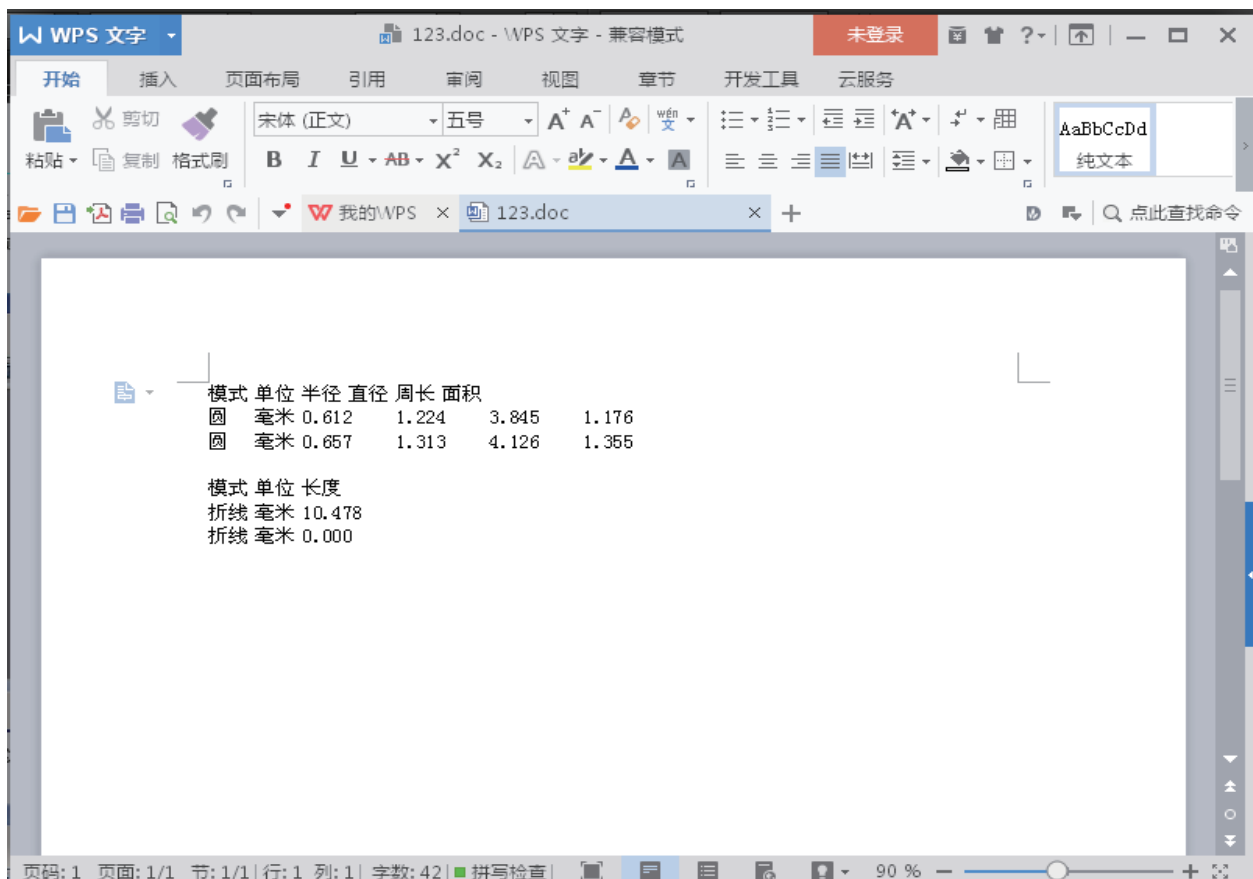 WPS 文字
123.doc - WPS 文字 - 兼容模式
未登录
开始 插入 页面布局 引用 审阅 视图 章节 开发工具 云服务
剪切 宋体 (正文) 五号 A⁺ A⁻ wén 文 AaBbCcDd
粘贴 复制 格式刷 B I U AB X² X₂ A ab A A 纯文本
我的WPS × 123.doc × + 点此查找命令
模式 单位 半径 直径 周长 面积
圆 毫米 0.612 1.224 3.845 1.176
圆 毫米 0.657 1.313 4.126 1.355
模式 单位 长度
折线 毫米 10.478
折线 毫米 0.000
页码: 1 页面: 1/1 节: 1/1 行: 1 列: 1 字数: 42 拼写检查 90 %